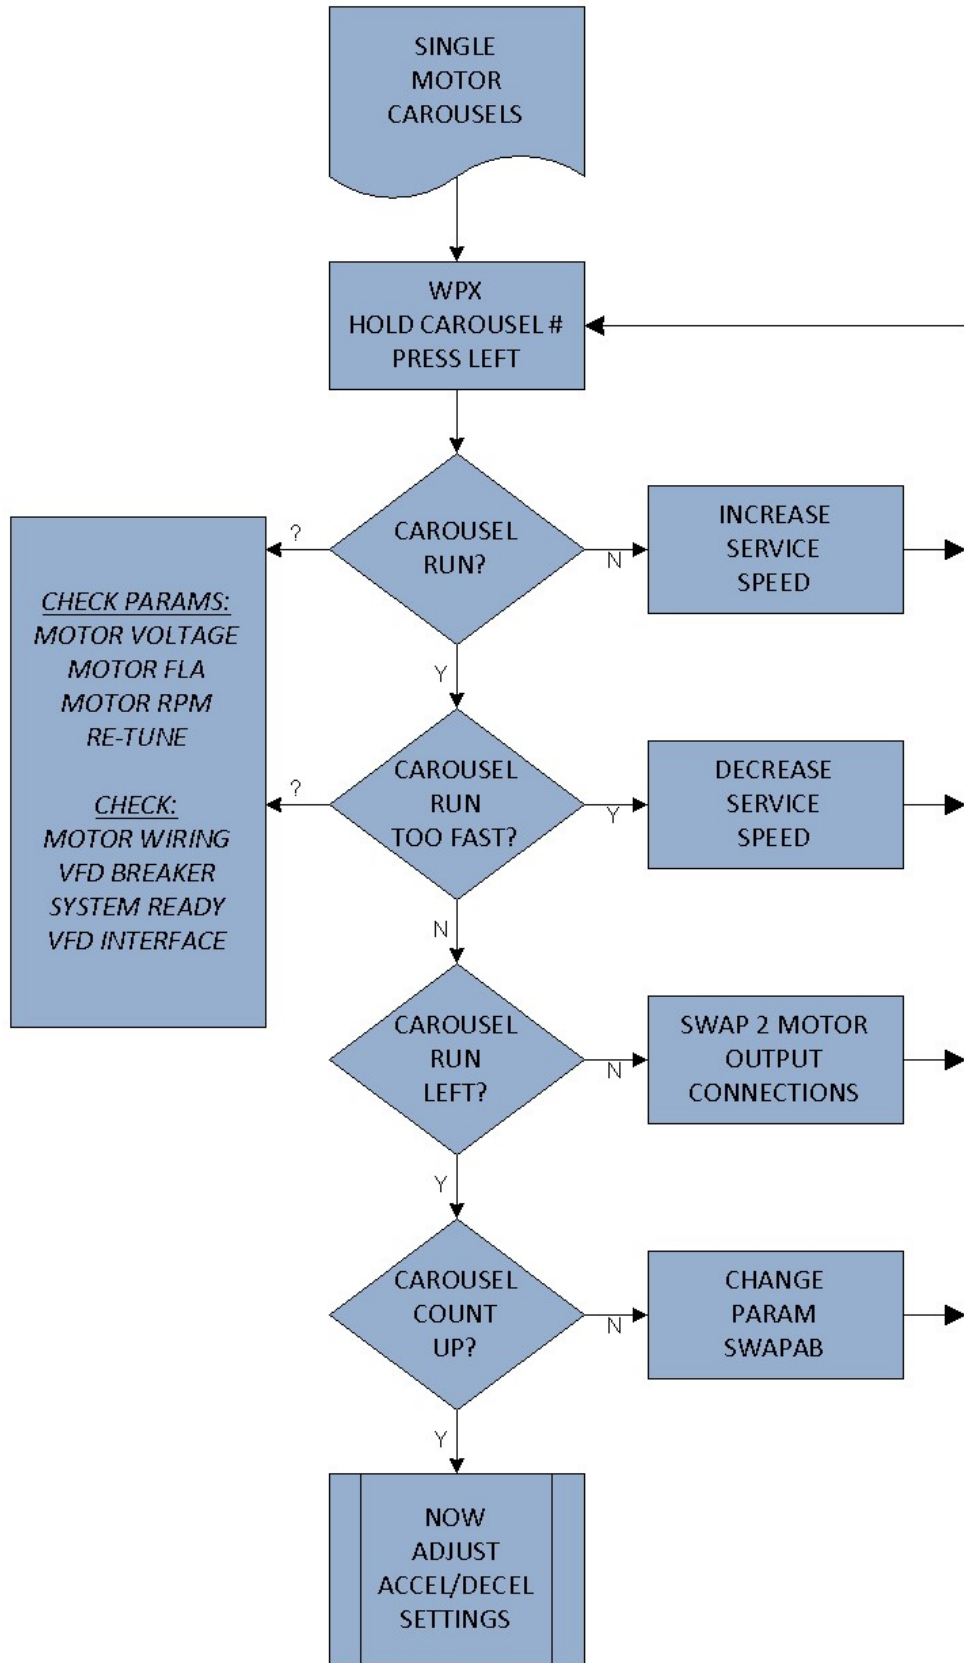 SINGLE
MOTOR
CAROUSELS
WPX
HOLD CAROUSEL #
PRESS LEFT
CAROUSEL
RUN?
?
N
Y
INCREASE
SERVICE
SPEED
CHECK PARAMS:
MOTOR VOLTAGE
MOTOR FLA
MOTOR RPM
RE-TUNE
CHECK:
MOTOR WIRING
VFD BREAKER
SYSTEM READY
VFD INTERFACE
CAROUSEL
RUN
TOO FAST?
?
Y
N
DECREASE
SERVICE
SPEED
CAROUSEL
RUN
LEFT?
N
Y
SWAP 2 MOTOR
OUTPUT
CONNECTIONS
CAROUSEL
COUNT
UP?
N
Y
CHANGE
PARAM
SWAPAB
NOW
ADJUST
ACCEL/DECEL
SETTINGS